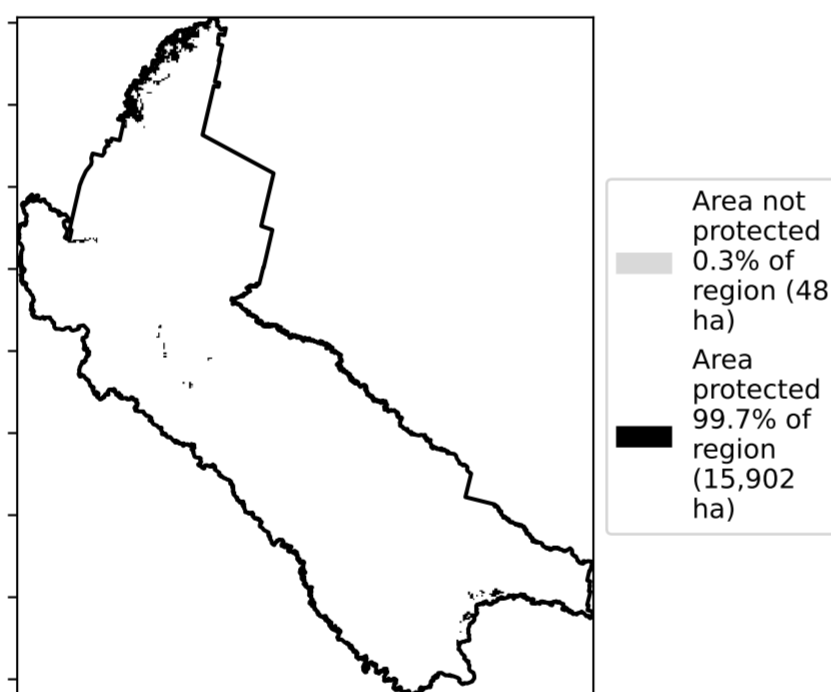 Area not
protected
0.3% of
region (48
ha)
Area
protected
99.7% of
region
(15,902
ha)